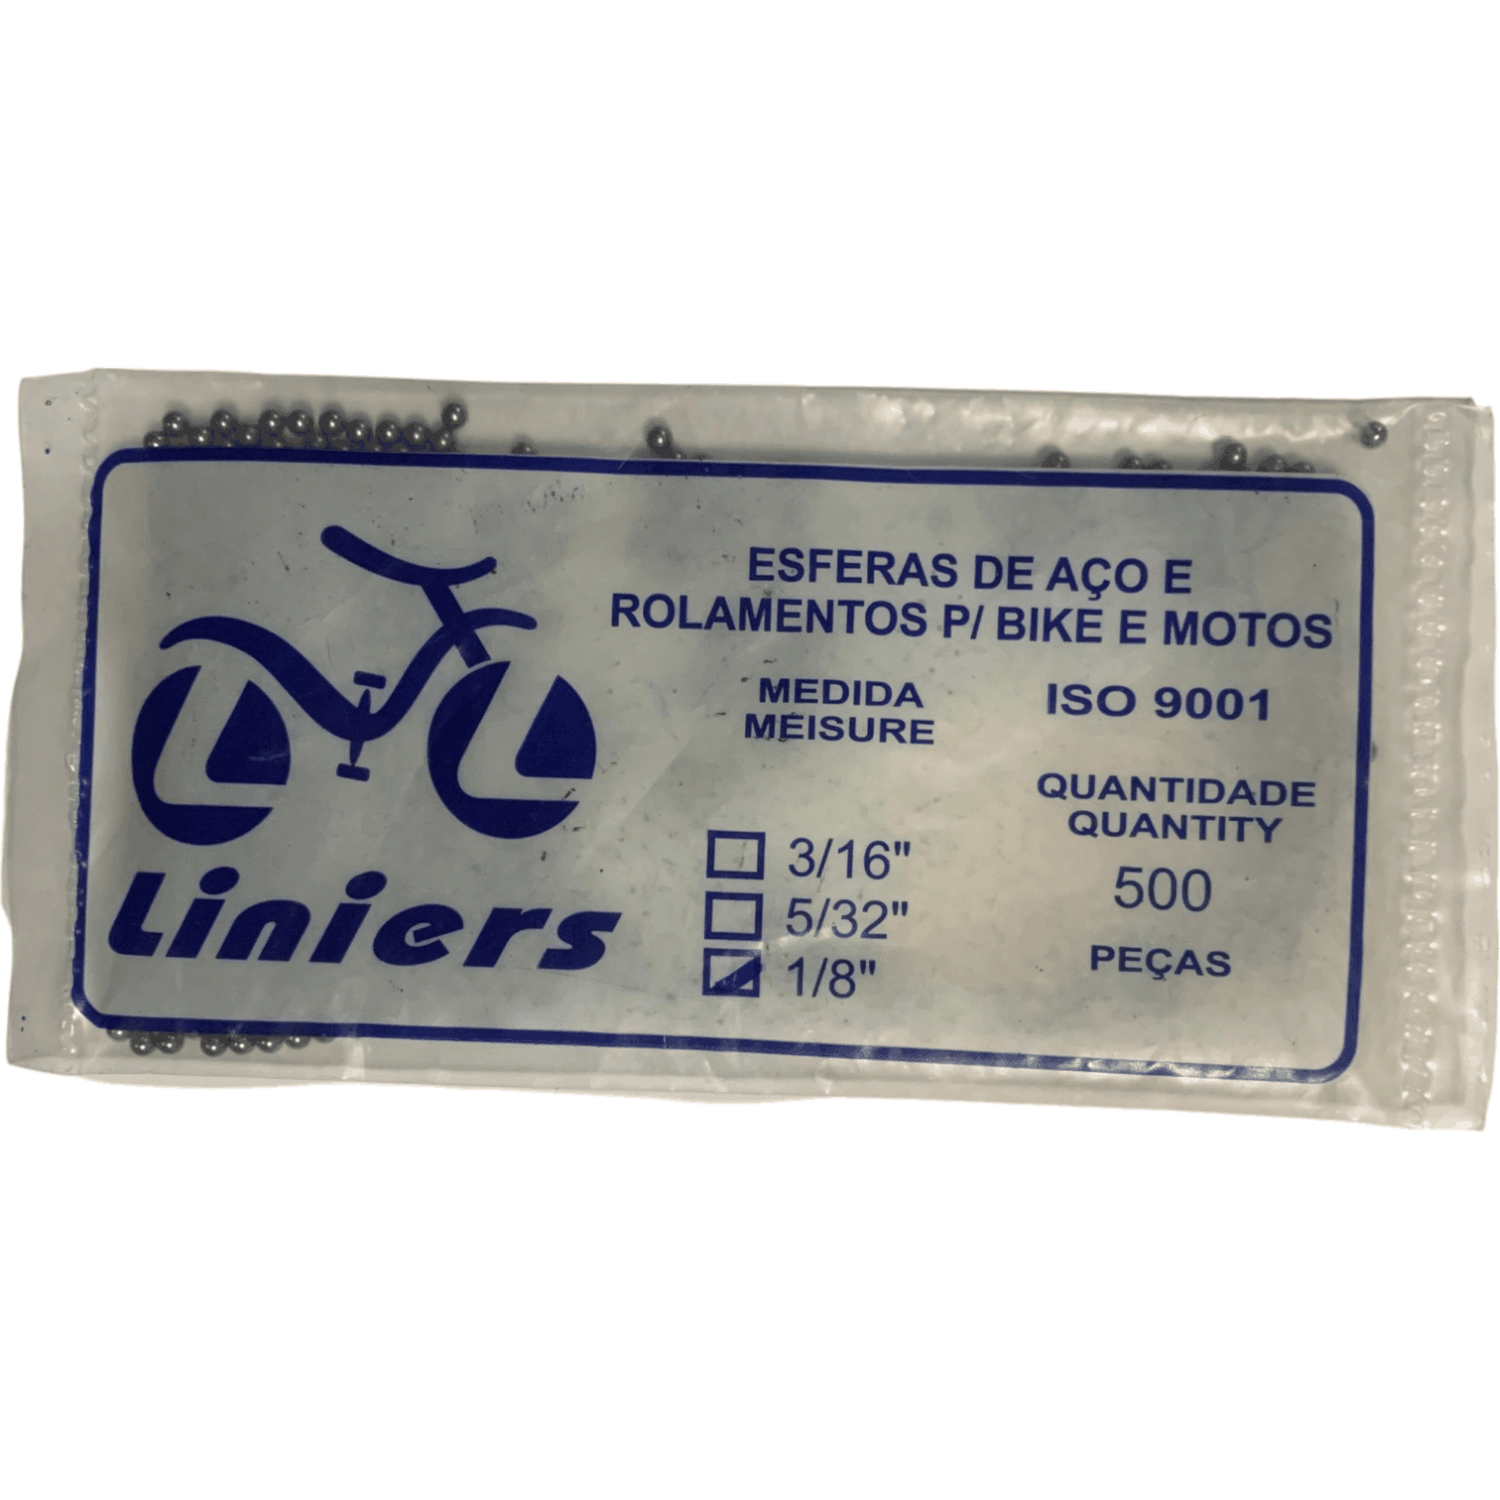 Liniers
ESFERAS DE AÇO E
ROLAMENTOS P/ BIKE E MOTOS
MEDIDA
MEISURE
ISO 9001
3/16"
5/32"
1/8"
QUANTIDADE
QUANTITY
500
PEÇAS